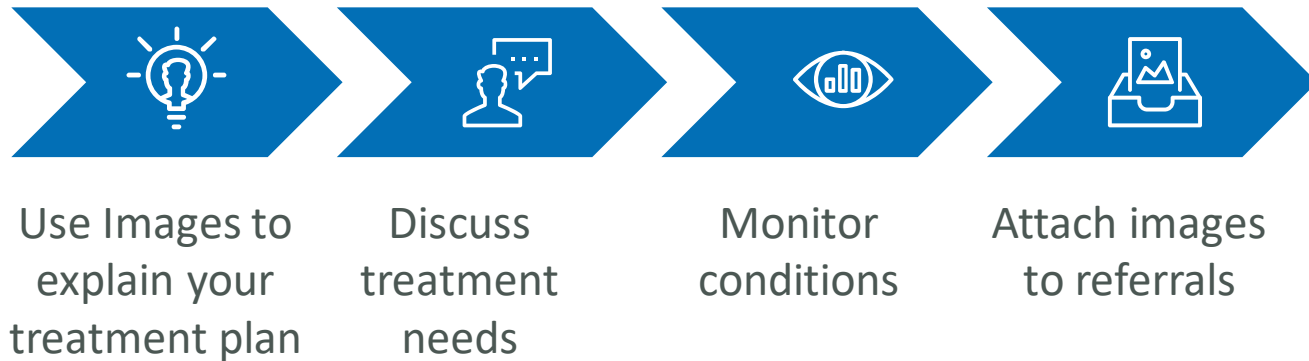 Use Images to
explain your
treatment plan
Discuss
treatment
needs
Monitor
conditions
Attach images
to referrals